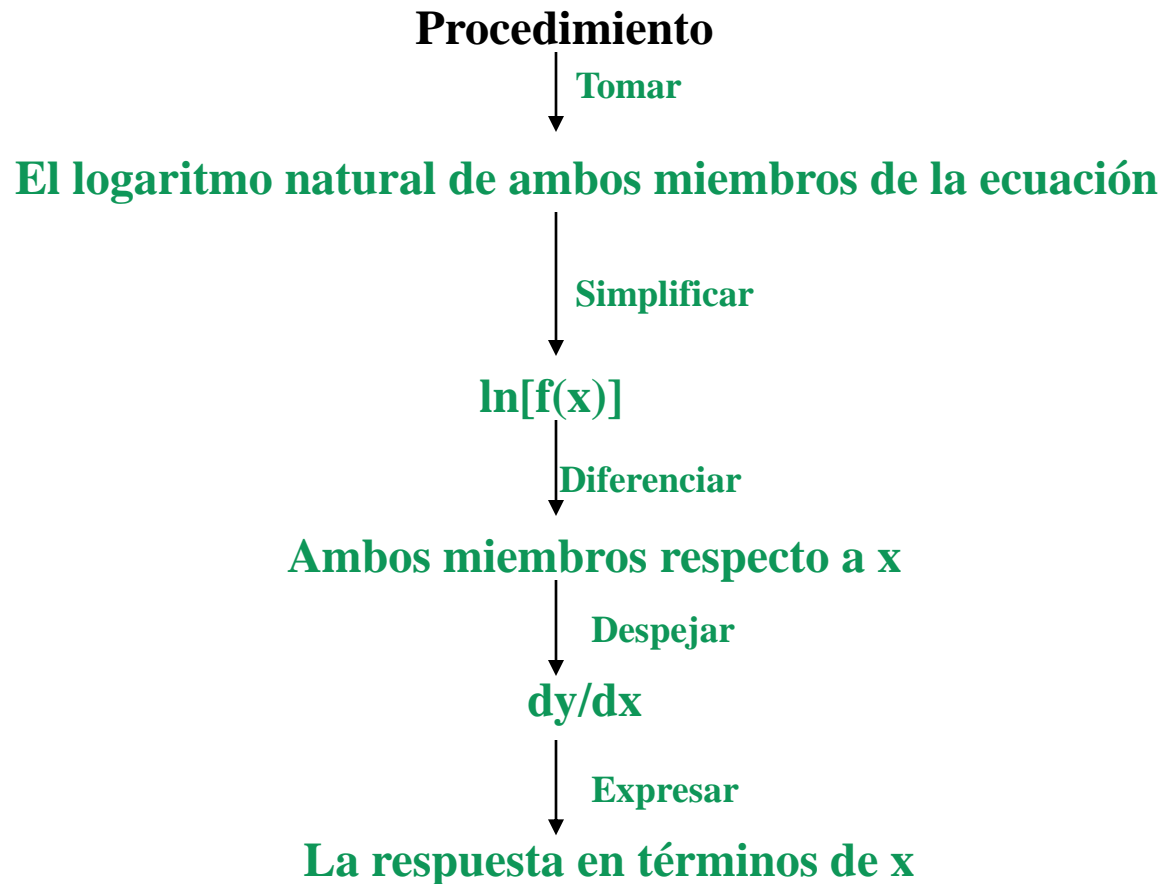 Procedimiento
Tomar
El logaritmo natural de ambos miembros de la ecuación
Simplificar
ln[f(x)]
Diferenciar
Ambos miembros respecto a x
Despejar
dy/dx
Expresar
La respuesta en términos de x